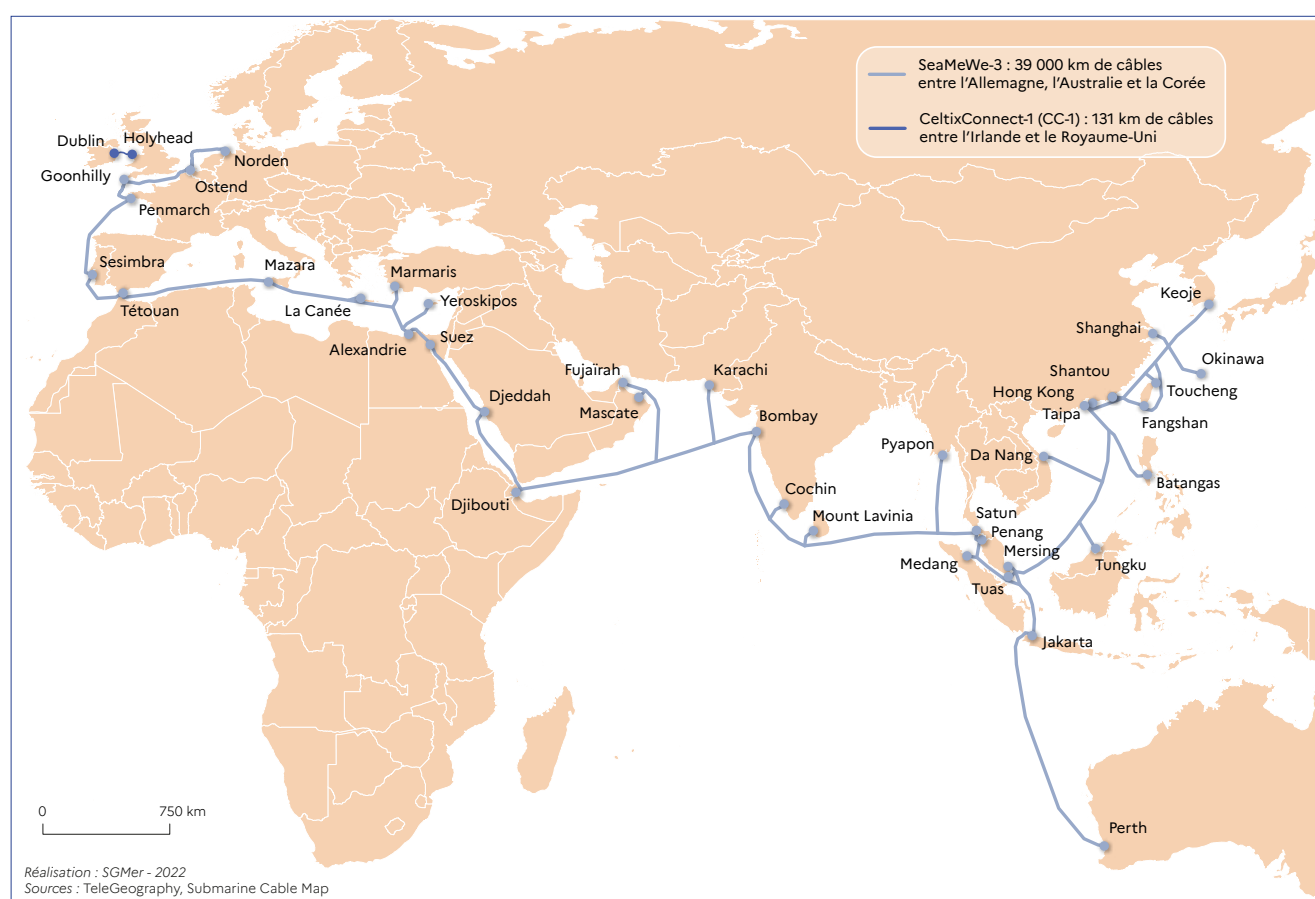 SeaMeWe-3 : 39 000 km de câbles
entre l'Allemagne, l'Australie et la Corée
CeltixConnect-1 (CC-1) : 131 km de câbles
entre l'Irlande et le Royaume-Uni
Dublin
Holyhead
Norden
Goonhilly
Ostend
Penmarch
Sesimbra
Mazara
Marmaris
Tétouan
La Canée
Yeroskipos
Alexandrie
Suez
Keoje
Shanghai
Okinawa
Fujaïrah
Karachi
Shantou
Djeddah
Mascate
Hong Kong
Toucheng
Taipa
Fangshan
Bombay
Pyapon
Da Nang
Batangas
Djibouti
Cochin
Mount Lavinia
Satun
Penang
Medang
Mersing
Tungku
Tuas
Jakarta
Perth
0
750 km
Réalisation : SGMer - 2022
Sources : TeleGeography, Submarine Cable Map